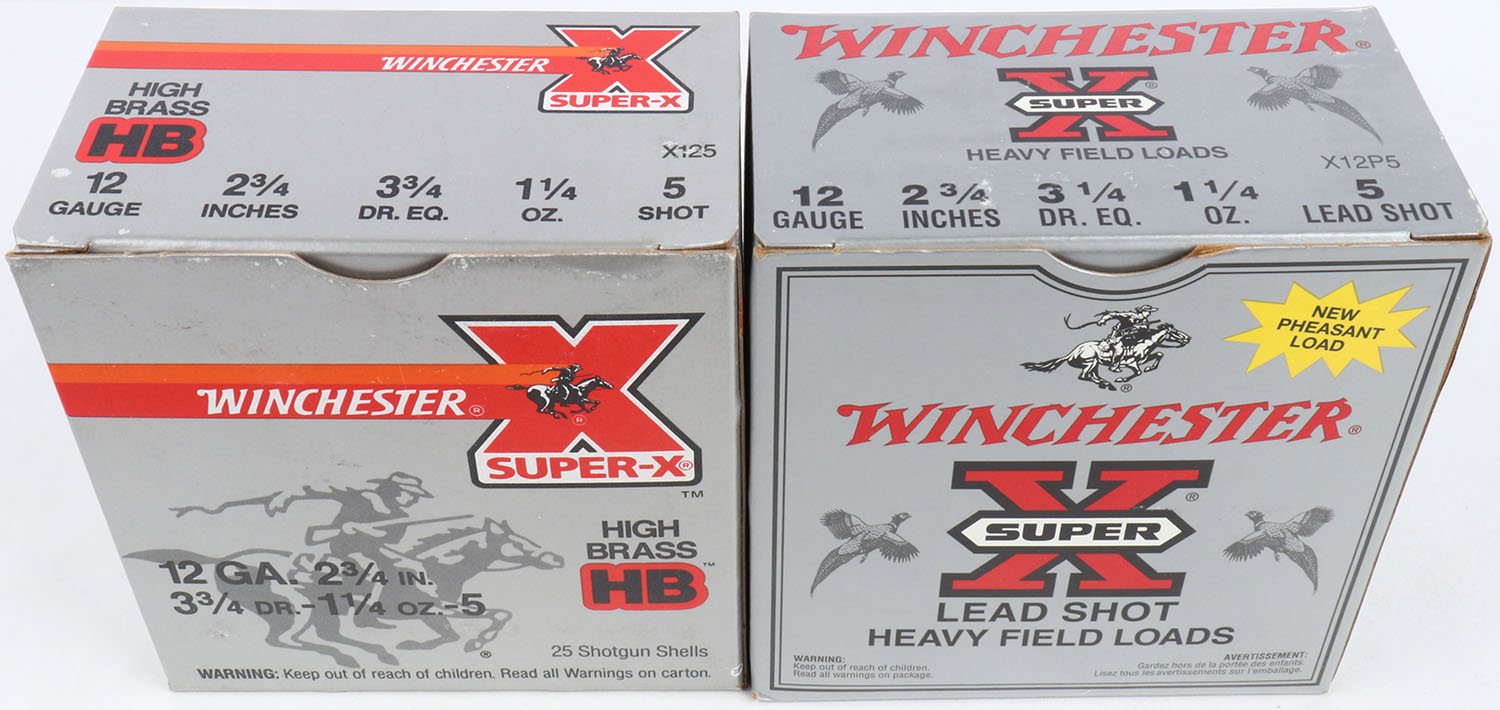 WINCHESTER
SUPER-X
HIGH
BRASS
HB
X125
12 2¾ 3¾ 1¼ 5
GAUGE INCHES DR. EQ. OZ. SHOT
WINCHESTER®
X
SUPER-X®
TM
HIGH
BRASS
HB™
12 GA. 2¾ IN.
3¾ DR.-1¼ OZ.-5
®
25 Shotgun Shells
WARNING: Keep out of reach of children. Read all Warnings on carton.
WINCHESTER®
X
SUPER
®
HEAVY FIELD LOADS
X12P5
12 2 ¾ 3 ¼ 1 ¼ 5
GAUGE INCHES DR. EQ. OZ. LEAD SHOT
NEW
PHEASANT
LOAD
®
WINCHESTER®
X
SUPER
®
LEAD SHOT
HEAVY FIELD LOADS
WARNING:
Keep out of reach of children.
Read all warnings on package.
AVERTISSEMENT:
Gardez hors de la portée des enfants.
Lisez tous les avertissements sur l'emballage.